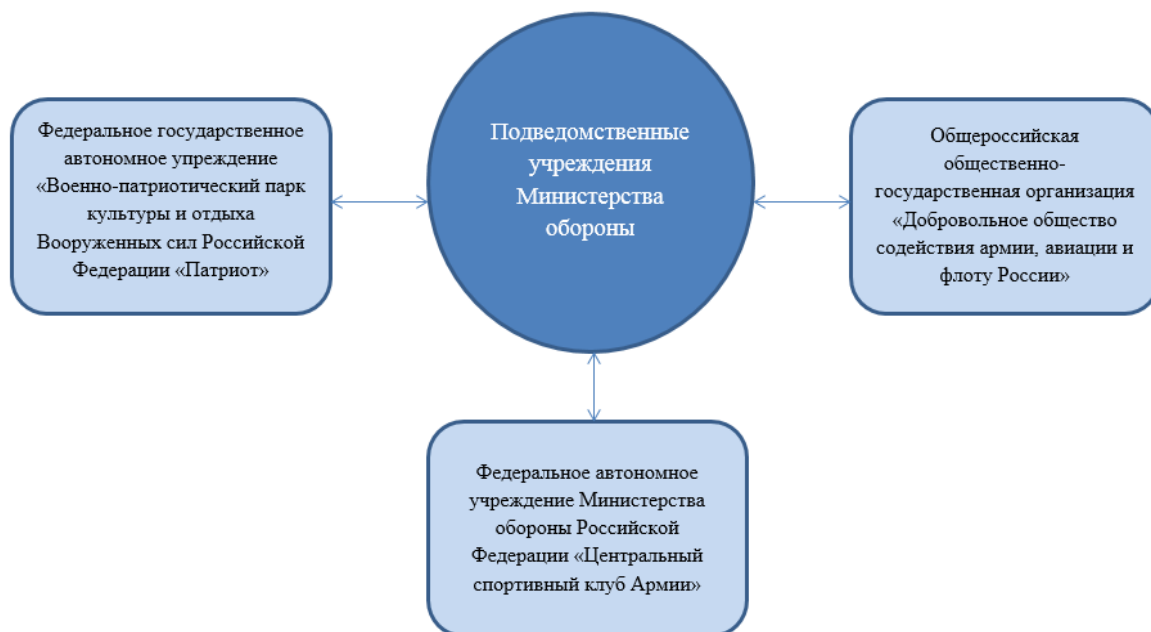 Подведомственные
учреждения
Министерства
обороны
Федеральное государственное
автономное упреждение
«Военно-патриотический парк
культуры и отдыха
Вооруженных сил Российской
Федерации «Патриот»
Общероссийская
общественно-
государственная организация
«Добровольное общество
содействия армии, авиации и
флоту России»
Федеральное автономное
учреждение Министерства
обороны Российской
Федерации «Центральный
спортивный клуб Армии»